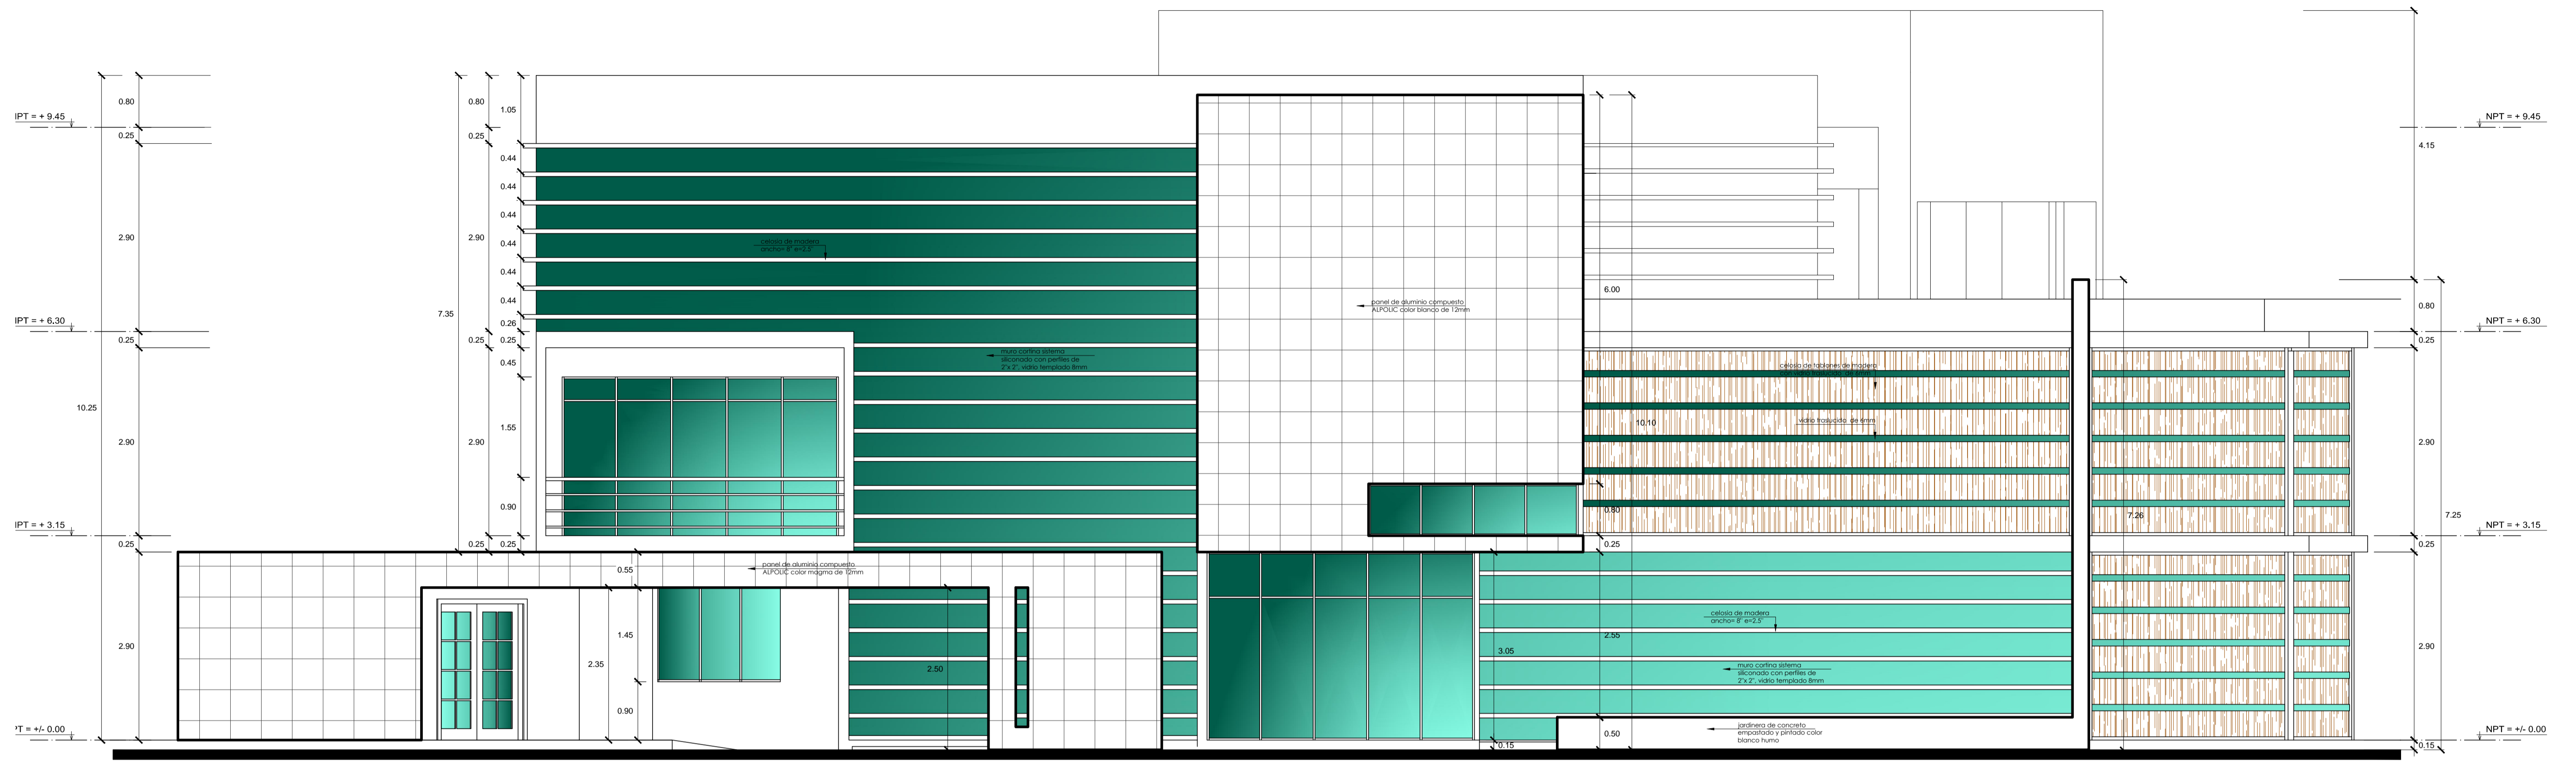 IPT = + 9.45
IPT = + 6.30
IPT = + 3.15
'T = +/- 0.00
10.25
0.80
0.25
2.90
0.25
2.90
0.25
2.90
7.35
0.80
0.25
2.90
0.25
2.90
0.25
1.05
0.44
0.44
0.44
0.44
0.44
0.44
0.26
0.25
0.45
1.55
0.90
0.25
celosia de madera
ancho= 8" e=2.5"
muro cortina sistema
siliconado con perfiles de
2"x 2", vidrio templado 8mm
panel de aluminio compuesto
ALPOLIC color magma de 12mm
0.55
1.45
0.90
2.35
2.50
panel de aluminio compuesto
ALPOLIC color blanco de 12mm
6.00
10.10
0.80
0.25
2.55
3.05
0.50
0.15
celosia de tablones de madera
vidrio traslucido de 6mm
celosia de madera
ancho= 8" e=2.5"
muro cortina sistema
siliconado con perfiles de
2"x 2", vidrio templado 8mm
jardinera de concreto
empastado y pintado color
blanco humo
7.26
4.15
0.80
0.25
2.90
0.25
2.90
0.15
7.25
NPT = + 9.45
NPT = + 6.30
NPT = + 3.15
NPT = +/- 0.00